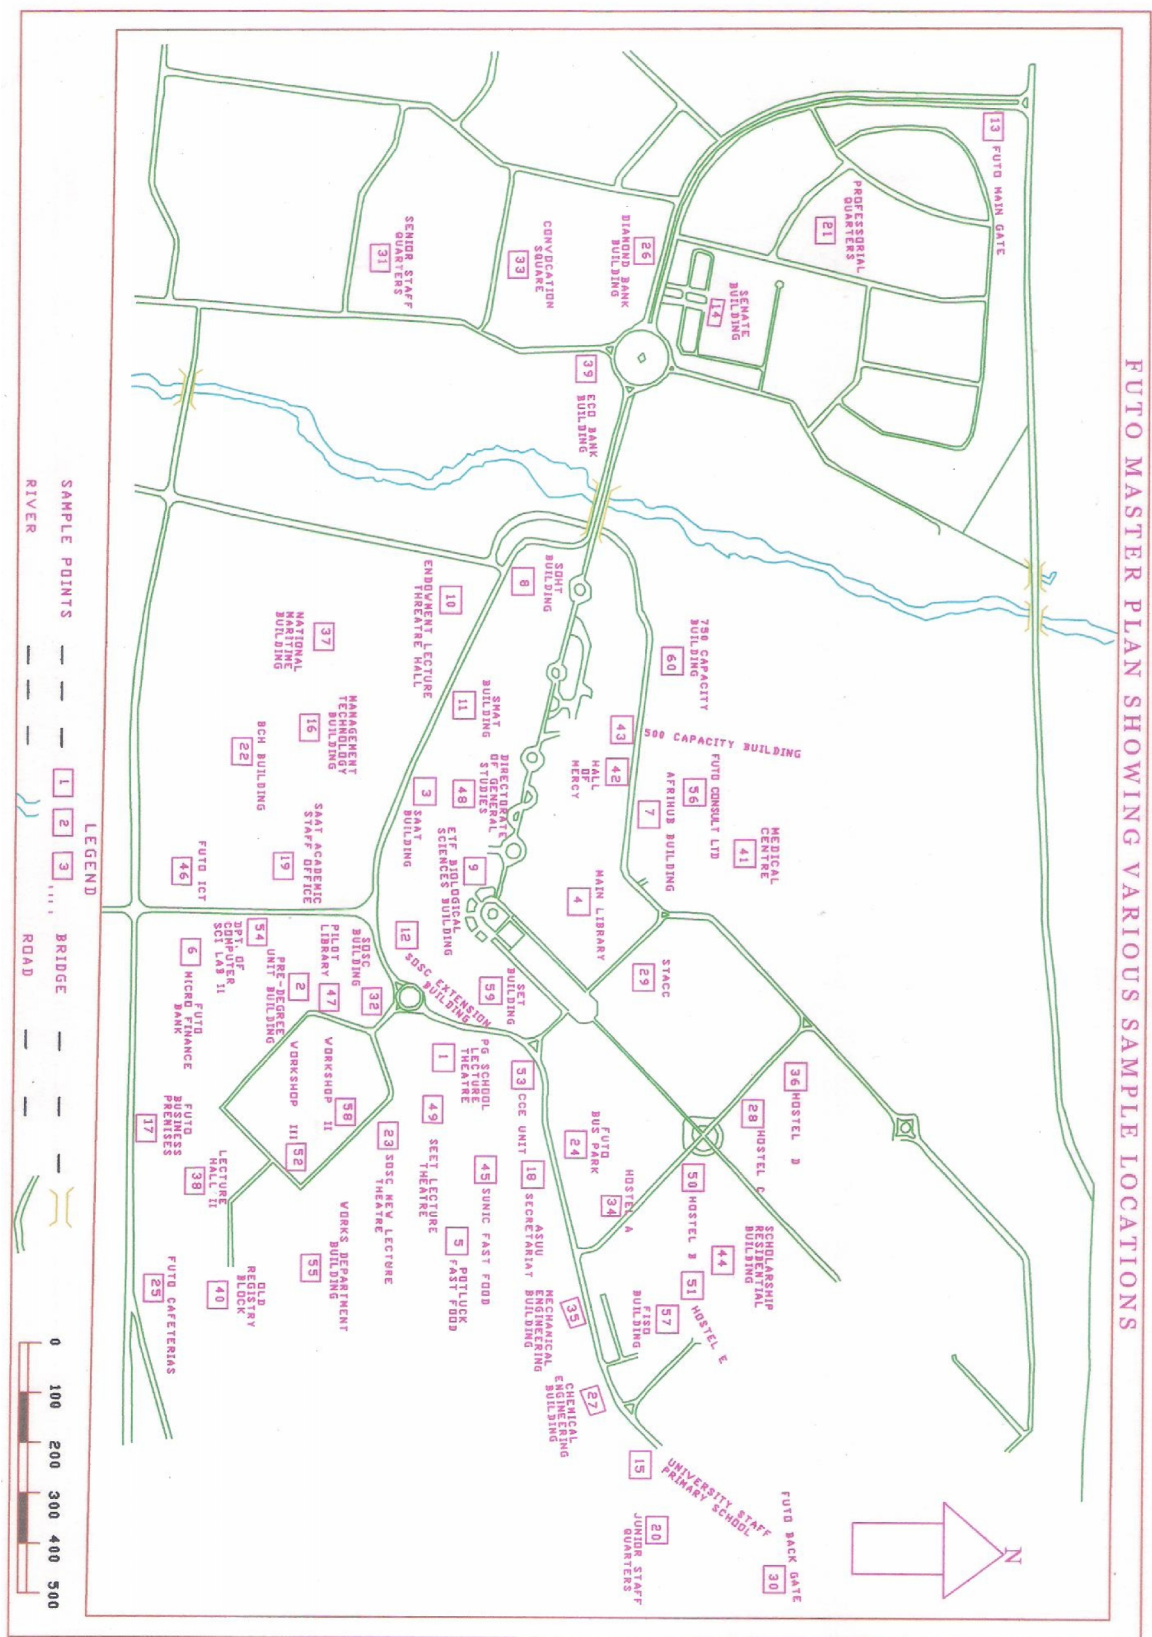 FUTO MASTER PLAN SHOWING VARIOUS SAMPLE LOCATIONS
N
13 FUTO MAIN GATE
PROFESSORIAL
QUARTERS
21
SENATE
BUILDING
14
26
DIAMOND BANK
BUILDING
CONVOCATION
SQUARE
33
SENIOR STAFF
QUARTERS
31
39
ECO BANK
BUILDING
SOHT
BUILDING
8
10
ENDOWMENT LECTURE
THREATRE HALL
37
NATIONAL
MARITIME
BUILDING
750 CAPACITY
BUILDING
60
43
500 CAPACITY BUILDING
42
HALL
OF
MERCY
56
FUTO CONSULT LTD
7
AFRIHUB BUILDING
MEDICAL
CENTRE
41
11
SMAT
BUILDING
DIRECTORATE
OF GENERAL
STUDIES
48
3
SAAT
BUILDING
MANAGEMENT
TECHNOLOGY
BUILDING
16
22
BCH BUILDING
SAAT ACADEMIC
STAFF OFFICE
19
FUTO ICT
46
9
ETF BIOLOGICAL
SCIENCES BUILDING
4
MAIN LIBRARY
STACC
29
12
SOSC EXTENSION
BUILDING
SET
BUILDING
59
SOSC
BUILDING
32
PILOT
LIBRARY
47
2
PRE-DEGREE
UNIT BUILDING
54
DPT. OF
COMPUTER
SCI LAB II
6
FUTO
MICRO FINANCE
BANK
1
PG SCHOOL
LECTURE
THEATRE
53
CCE UNIT
36
HOSTEL D
28
HOSTEL C
50
HOSTEL B
34
HOSTEL A
24
FUTO
BUS PARK
44
SCHOLARSHIP
RESIDENTIAL
BUILDING
51
HOSTEL E
57
FISO
BUILDING
18
ASUU
SECRETARIAT
49
SEET LECTURE
THEATRE
45
SUNIC FAST FOOD
5
POTLUCK
FAST FOOD
23
SOSC NEW LECTURE
THEATRE
WORKSHOP II
58
WORKSHOP III
52
FUTO
BUSINESS
PREMISES
17
LECTURE
HALL II
38
WORKS DEPARTMENT
BUILDING
55
OLD
REGISTRY
BLOCK
40
FUTO CAFETERIAS
25
35
MECHANICAL
ENGINEERING
BUILDING
27
CHEMICAL
ENGINEERING
BUILDING
15
UNIVERSITY STAFF
PRIMARY SCHOOL
20
JUNIOR STAFF
QUARTERS
FUTO BACK GATE
30
LEGEND
SAMPLE POINTS 1 2 3 .... BRIDGE
RIVER ROAD
0 100 200 300 400 500